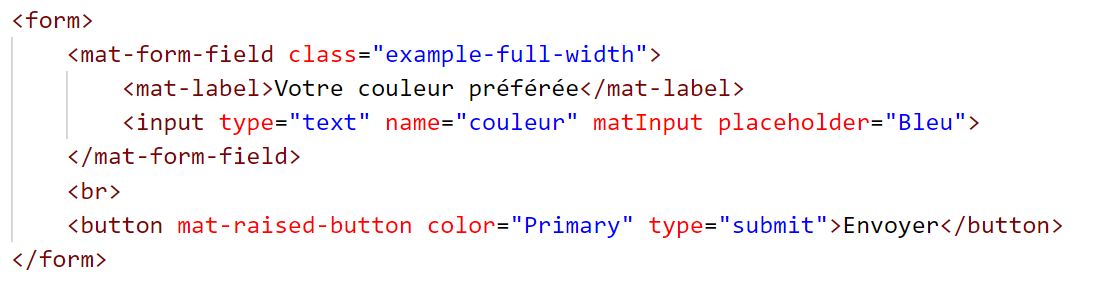 <form>
    <mat-form-field class="example-full-width">
        <mat-label>Votre couleur préférée</mat-label>
        <input type="text" name="couleur" matInput placeholder="Bleu">
    </mat-form-field>
    <br>
    <button mat-raised-button color="Primary" type="submit">Envoyer</button>
</form>